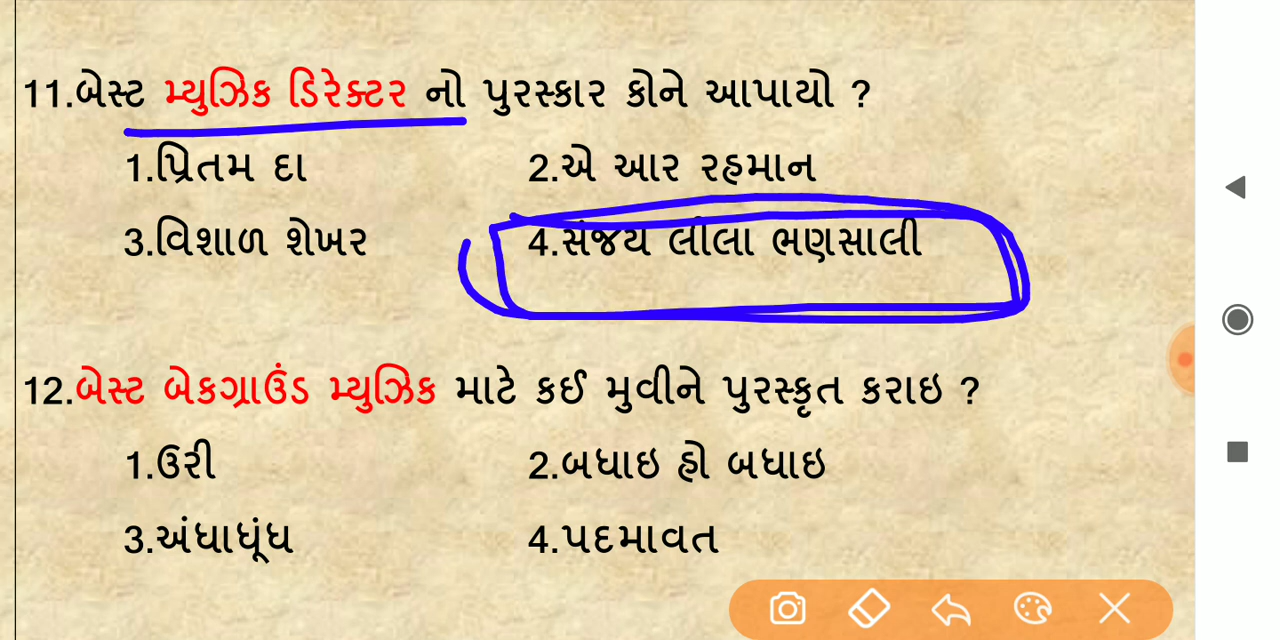 11.બેસ્ટ મ્યુઝિક ડિરેક્ટર નો પુરસ્કાર કોને આપાયો ?
1.પ્રિતમ દા 2.એ આર રહમાન
3.વિશાળ શેખર 4.સંજય લીલા ભણસાલી
12.બેસ્ટ બેકગ્રાઉંડ મ્યુઝિક માટે કઈ મુવીને પુરસ્કૃત કરાઇ ?
1.ઉરી 2.બધાઇ હો બધાઇ
3.અંધાધૂંધ 4.પદમાવત